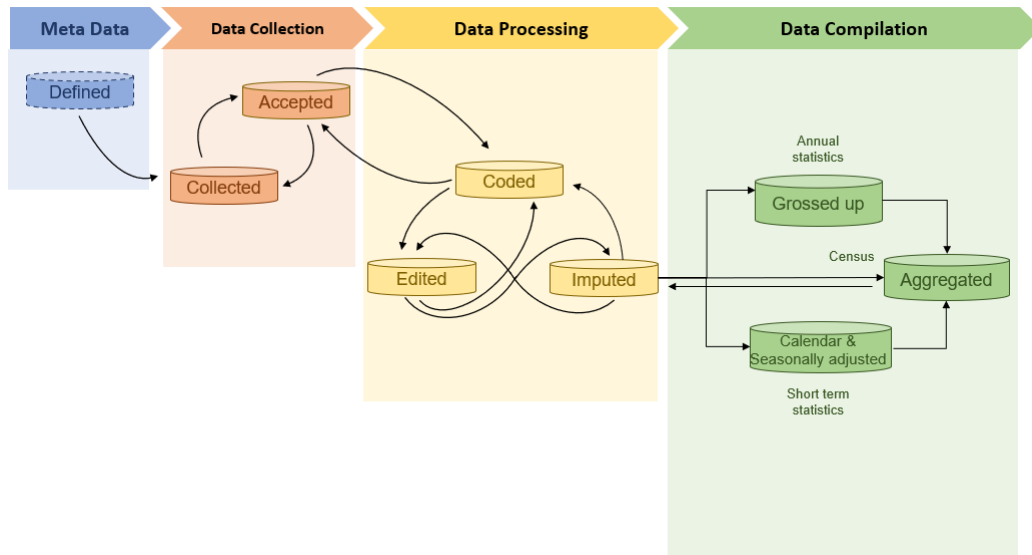 Meta Data
Data Collection
Data Processing
Data Compilation
Defined
Accepted
Collected
Coded
Edited
Imputed
Annual
statistics
Grossed up
Census
Aggregated
Calendar &
Seasonally adjusted
Short term
statistics